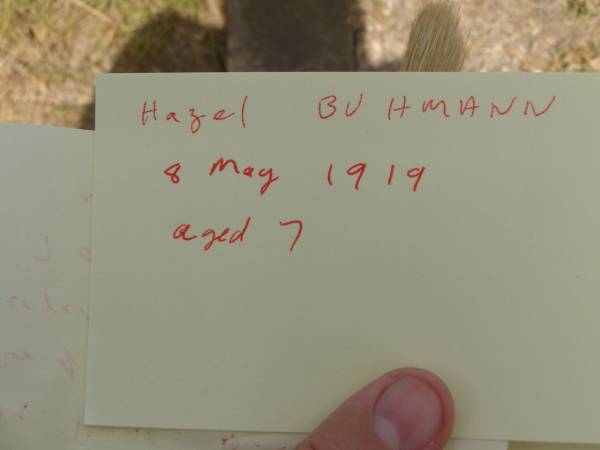 Hazel BUHMANN
8 May 1919
aged 7